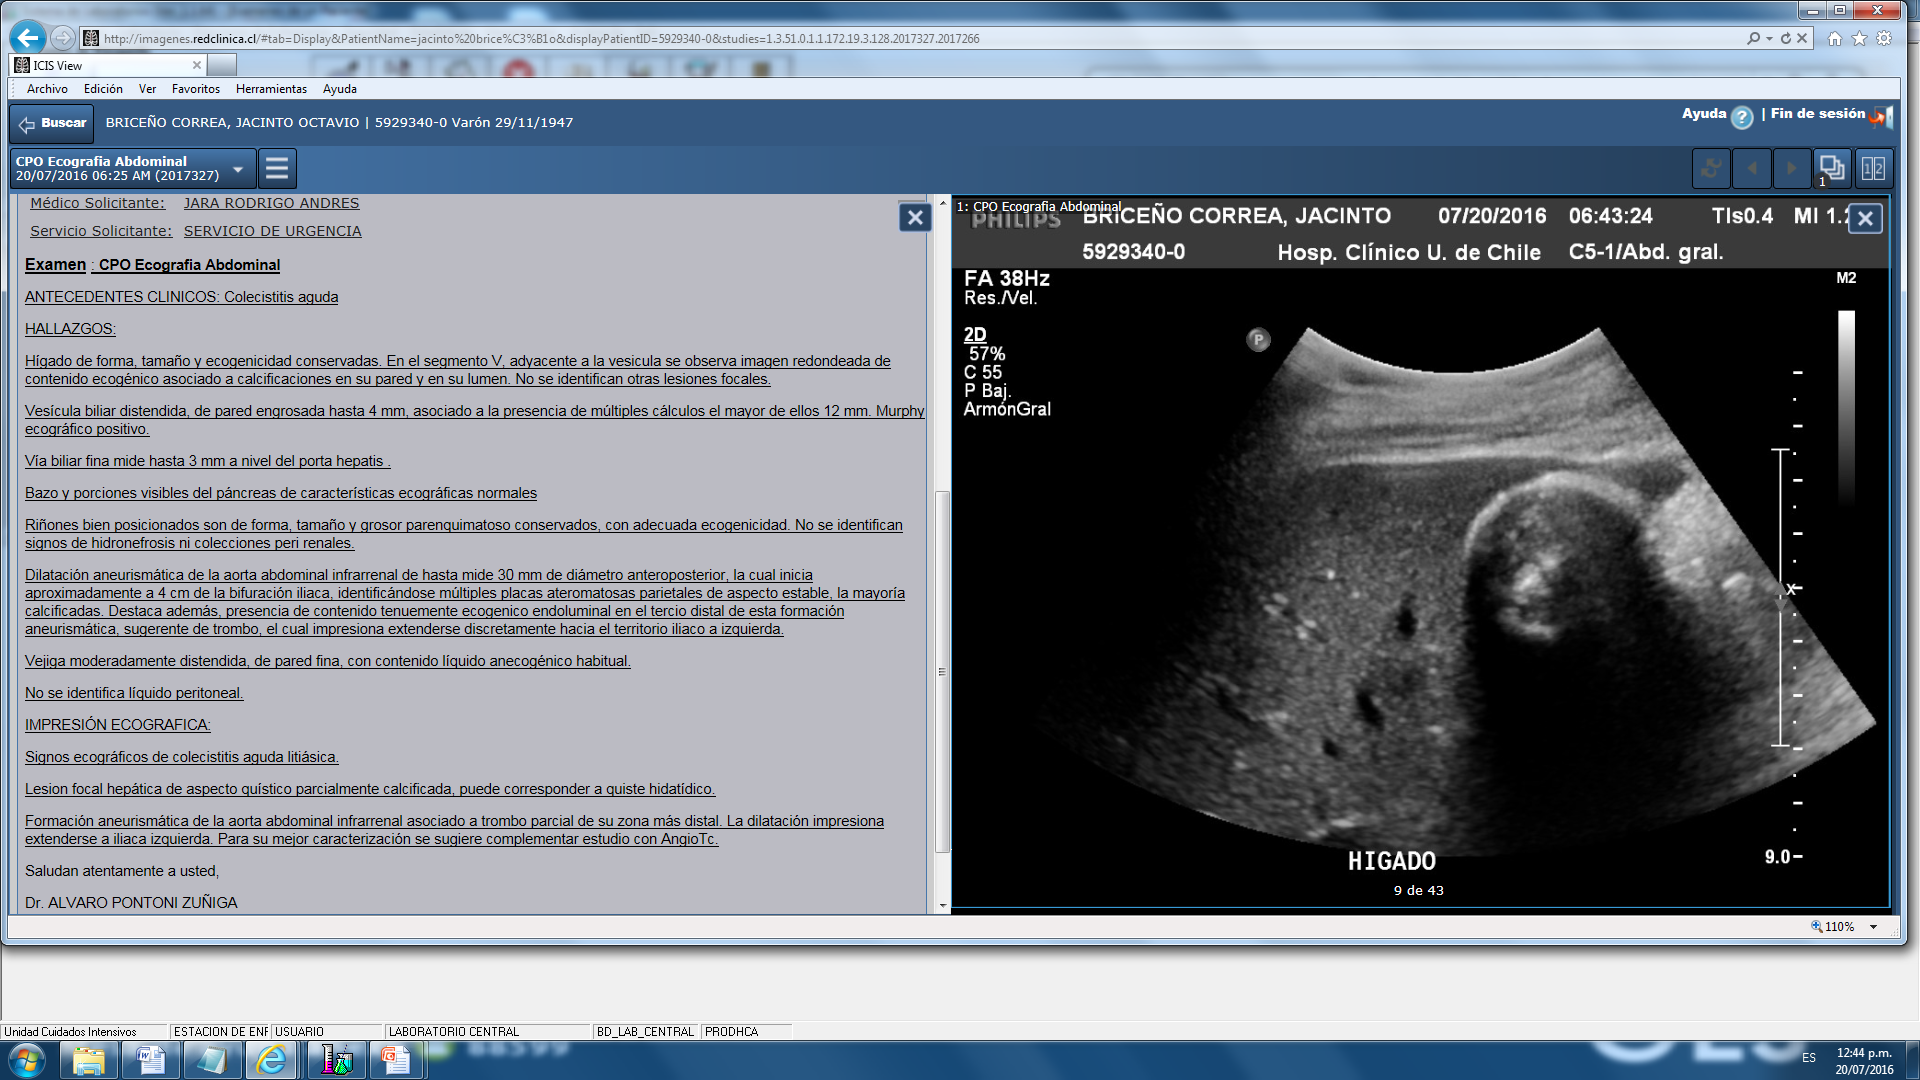 http://imagenes.redclinica.cl/#tab=Display&PatientName=jacinto%20brice%C3%B1o&displayPatientID=5929340-0&studies=1.3.51.0.1.1.172.19.3.128.2017327.2017266
ICIS View
Archivo Edición Ver Favoritos Herramientas Ayuda
Buscar
BRICEÑO CORREA, JACINTO OCTAVIO | 5929340-0 Varón 29/11/1947
Ayuda ? | Fin de sesión
CPO Ecografia Abdominal
20/07/2016 06:25 AM (2017327)
1
12
Médico Solicitante: JARA RODRIGO ANDRES
Servicio Solicitante: SERVICIO DE URGENCIA
Examen : CPO Ecografia Abdominal
ANTECEDENTES CLINICOS: Colecistitis aguda
HALLAZGOS:
Hígado de forma, tamaño y ecogenicidad conservadas. En el segmento V, adyacente a la vesicula se observa imagen redondeada de
contenido ecogénico asociado a calcificaciones en su pared y en su lumen. No se identifican otras lesiones focales.
Vesícula biliar distendida, de pared engrosada hasta 4 mm, asociado a la presencia de múltiples cálculos el mayor de ellos 12 mm. Murphy
ecográfico positivo.
Vía biliar fina mide hasta 3 mm a nivel del porta hepatis .
Bazo y porciones visibles del páncreas de características ecográficas normales
Riñones bien posicionados son de forma, tamaño y grosor parenquimatoso conservados, con adecuada ecogenicidad. No se identifican
signos de hidronefrosis ni colecciones peri renales.
Dilatación aneurismática de la aorta abdominal infrarrenal de hasta mide 30 mm de diámetro anteroposterior, la cual inicia
aproximadamente a 4 cm de la bifuración iliaca, identificándose múltiples placas ateromatosas parietales de aspecto estable, la mayoría
calcificadas. Destaca además, presencia de contenido tenuemente ecogenico endoluminal en el tercio distal de esta formación
aneurismática, sugerente de trombo, el cual impresiona extenderse discretamente hacia el territorio iliaco a izquierda.
Vejiga moderadamente distendida, de pared fina, con contenido líquido anecogénico habitual.
No se identifica líquido peritoneal.
IMPRESIÓN ECOGRAFICA:
Signos ecográficos de colecistitis aguda litiásica.
Lesion focal hepática de aspecto quístico parcialmente calcificada, puede corresponder a quiste hidatídico.
Formación aneurismática de la aorta abdominal infrarrenal asociado a trombo parcial de su zona más distal. La dilatación impresiona
extenderse a iliaca izquierda. Para su mejor caracterización se sugiere complementar estudio con AngioTc.
Saludan atentamente a usted,
Dr. ALVARO PONTONI ZUÑIGA
1: CPO Ecografia Abdominal
PHILIPS BRICEÑO CORREA, JACINTO 07/20/2016 06:43:24 TIs0.4 MI 1.2
5929340-0 Hosp. Clínico U. de Chile C5-1/Abd. gral.
FA 38Hz
Res./Vel.
M2
2D
57%
C 55
P Baj.
ArmónGral
P
X
9.0
HIGADO
9 de 43
110%
Unidad Cuidados Intensivos ESTACION DE ENF USUARIO LABORATORIO CENTRAL BD_LAB_CENTRAL PRODHCA
ES
12:44 p.m.
20/07/2016